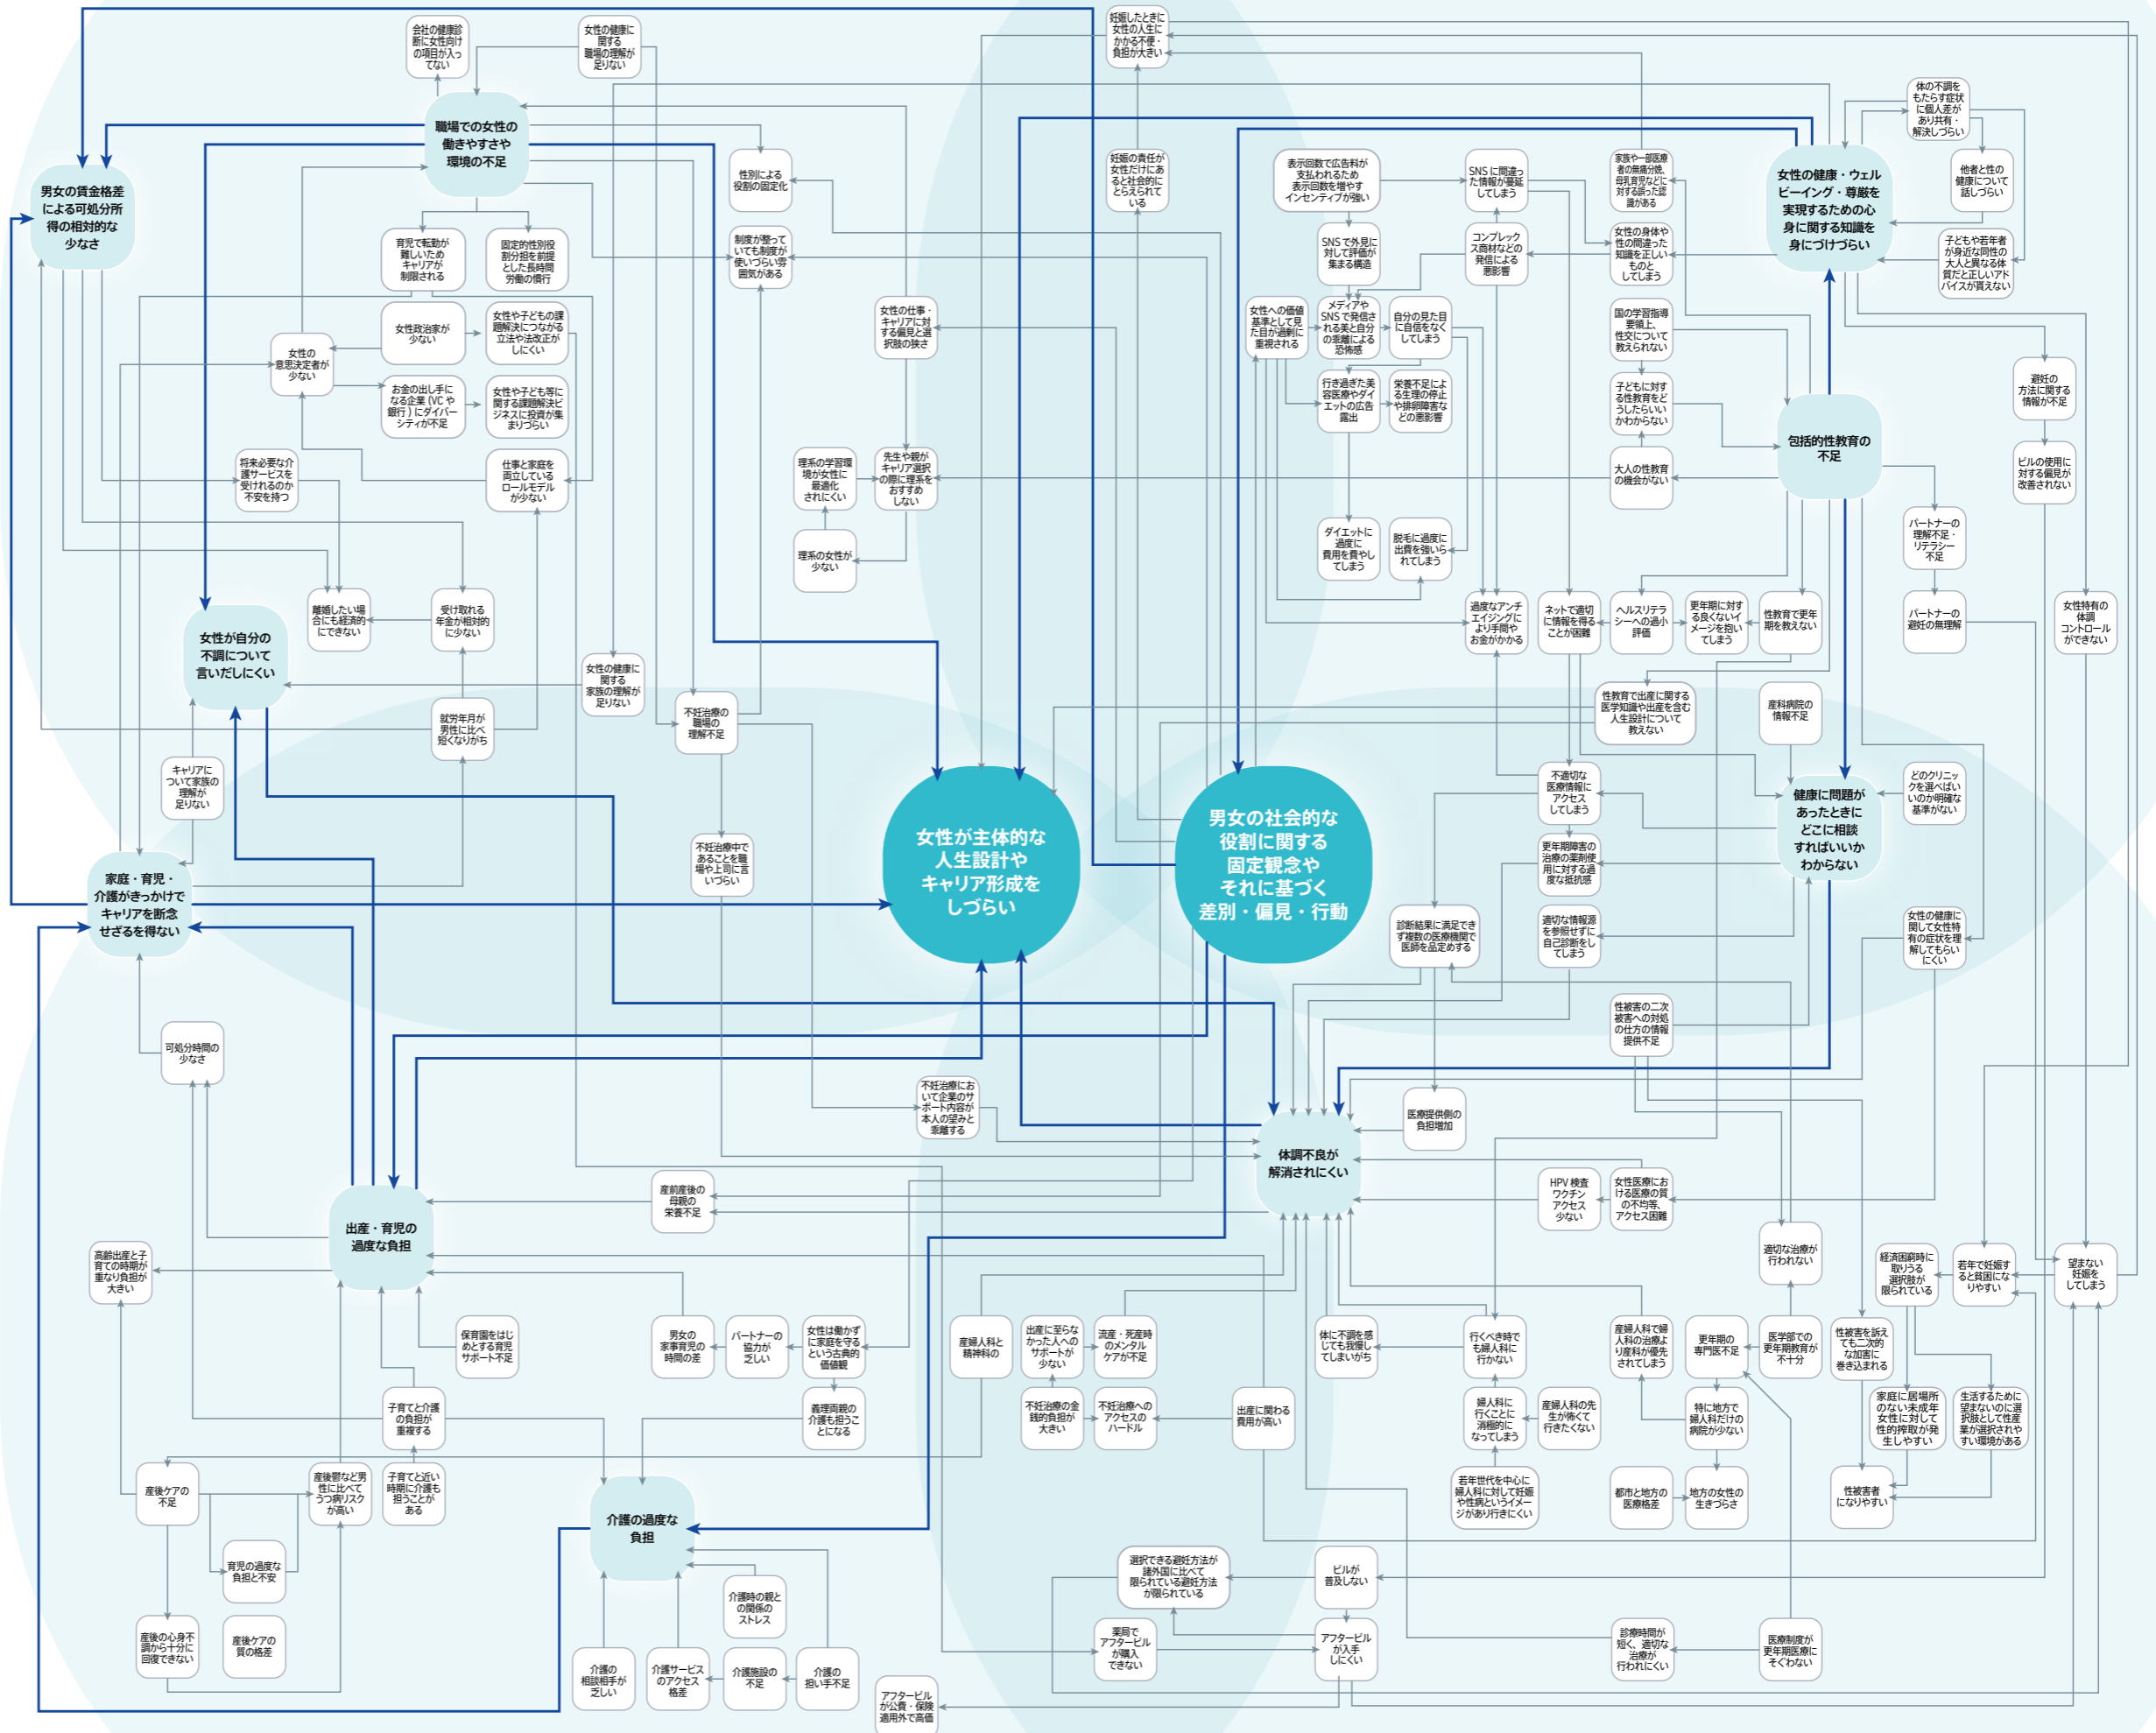 会社の健康診
断に女性向け
の項目が入っ
てない
女性の健康に
関する
職場の理解が
足りない
妊娠したときに
女性の人生に
かかる不便・
負担が大きい
体の不調を
もたらす症状
に個人差が
あり共有・
解決しづらい
職場での女性の
働きやすさや
環境の不足
性別による
役割の固定化
妊娠の責任が
女性だけにあ
ると社会的に
とらえられて
いる
表示回数で広告料が
支払われるため
表示回数を増やす
インセンティブが強い
SNSに間違っ
た情報が蔓延
してしまう
家族や一部医療
者の無痛分娩、
母乳育児などに
対する誤った認
識がある
女性の健康・ウェル
ビーイング・尊厳を
実現するための心
身に関する知識を
身につけづらい
他者と性の
健康について
話しづらい
男女の賃金格差
による可処分所
得の相対的な
少なさ
育児で転勤が
難しいため
キャリアが
制限される
固定的性別役
割分担を前提
とした長時間
労働の慣行
制度が整って
いても制度が
使いづらい雰
囲気がある
SNSで外見に
対して評価が
集まる構造
コンプレック
ス商材などの
発信による
悪影響
女性の身体や
性の間違った
知識を正しい
ものと
してしまう
子どもや若年者
が身近な同性の
大人と異なる体
質だと正しいアド
バイスが貰えない
女性の
意思決定者が
少ない
女性政治家が
少ない
女性や子どもの課
題解決につながる
立法や法改正が
しにくい
女性の仕事・
キャリアに対
する偏見と選
択肢の狭さ
女性への価値
基準として見
た目が過剰に
重視される
メディアや
SNSで発信さ
れる美と自分
の乖離による
恐怖感
自分の見た目
に自信をなく
してしまう
国の学習指導
要領上、
性交について
教えられない
お金の出し手に
なる企業(VCや
銀行)にダイバー
シティが不足
女性や子ども等に
関する課題解決ビ
ジネスに投資が集
まりづらい
行き過ぎた美
容医療やダイ
エットの広告
露出
栄養不足によ
る生理の停止
や排卵障害な
どの悪影響
子どもに対す
る性教育をど
うしたらいい
かわからない
避妊の
方法に関する
情報が不足
包括的性教育の
不足
将来必要な介
護サービスを
受けれるのか
不安を持つ
仕事と家庭を
両立している
ロールモデル
が少ない
理系の学習環
境が女性に
最適化
されにくい
先生や親が
キャリア選択
の際に理系を
おすすめ
しない
大人の性教育
の機会がない
ピルの使用に
対する偏見が
改善されない
理系の女性が
少ない
ダイエットに
過度に
費用を費やし
てしまう
脱毛に過度に
出費を強いら
れてしまう
パートナーの
理解不足・
リテラシー
不足
離婚したい場
合にも経済的
にできない
受け取れる
年金が相対的
に少ない
過度なアンチ
エイジングに
より手間や
お金がかかる
ネットで適切
に情報を得る
ことが困難
ヘルスリテラ
シーへの過小
評価
更年期に対す
る良くないイ
メージを抱い
てしまう
性教育で更年
期を教えない
パートナーの
避妊の無理解
女性特有の
体調
コントロール
ができない
女性が自分の
不調について
言いだしにくい
女性の健康に
関する
家族の理解が
足りない
就労年月が
男性に比べ
短くなりがち
不妊治療の
職場の
理解不足
性教育で出産に関する
医学知識や出産を含む
人生設計について
教えない
産科病院の
情報不足
キャリアに
ついて家族の
理解が
足りない
不適切な
医療情報に
アクセス
してしまう
健康に問題が
あったときに
どこに相談
すればいいか
わからない
どのクリニッ
クを選べばい
いのか明確な
基準がない
女性が主体的な
人生設計や
キャリア形成を
しづらい
男女の社会的な
役割に関する
固定観念や
それに基づく
差別・偏見・行動
不妊治療中で
あることを職
場や上司に言
いづらい
更年期障害の
治療の薬剤使
用に対する過
度な抵抗感
家庭・育児・
介護がきっかけで
キャリアを断念
せざるを得ない
診断結果に満足でき
ず複数の医療機関で
医師を品定めする
適切な情報源
を参照せずに
自己診断をし
てしまう
女性の健康に
関して女性特
有の症状を理
解してもらい
にくい
可処分時間の
少なさ
性被害の二次
被害への対処
の仕方の情報
提供不足
不妊治療にお
いて企業のサ
ポート内容が
本人の望みと
乖離する
医療提供側の
負担増加
体調不良が
解消されにくい
産前産後の
母親の
栄養不足
HPV検査
ワクチン
アクセス
少ない
女性医療にお
ける医療の質
の不均等、
アクセス困難
出産・育児の
過度な負担
高齢出産と子
育ての時期が
重なり負担が
大きい
適切な治療が
行われない
経済困窮時に
取りうる
選択肢が
限られている
若年で妊娠す
ると貧困にな
りやすい
望まない
妊娠を
してしまう
保育園をはじ
めとする育児
サポート不足
男女の
家事育児の
時間の差
パートナーの
協力が
乏しい
女性は働かず
に家庭を守る
という古典的
価値観
産婦人科と
精神科の
出産に至らな
かった人への
サポートが
少ない
流産・死産時
のメンタル
ケアが不足
体に不調を感
じても我慢し
てしまいがち
行くべき時で
も婦人科に
行かない
産婦人科で婦
人科の治療よ
り産科が優先
されてしまう
更年期の
専門医不足
医学部での
更年期教育が
不十分
性被害を訴え
ても二次的
な加害に
巻き込まれる
子育てと介護
の負担が
重複する
義理両親の
介護も担うこ
とになる
不妊治療の金
銭的負担が
大きい
不妊治療への
アクセスの
ハードル
出産に関わる
費用が高い
婦人科に
行くことに
消極的に
なってしまう
産婦人科の先
生が怖くて
行きたくない
特に地方で
婦人科だけの
病院が少ない
家庭に居場所
のない未成年
女性に対して
性的搾取が発
生しやすい
生活するために
望まないのに選
択肢として性産
業が選択されや
すい環境がある
産後ケアの
不足
産後鬱など男
性に比べて
うつ病リスク
が高い
子育てと近い
時期に介護も
担うことが
ある
若年世代を中心に
婦人科に対して妊娠
や性病というイメー
ジがあり行きにくい
都市と地方の
医療格差
地方の女性の
生きづらさ
性被害者
になりやすい
介護の過度な
負担
育児の過度な
負担と不安
選択できる避妊方法が
諸外国に比べて
限られている避妊方法
が限られている
ピルが
普及しない
介護時の親と
の関係の
ストレス
産後の心身不
調から十分に
回復できない
産後ケアの
質の格差
薬局で
アフターピル
が購入
できない
アフターピル
が入手
しにくい
診療時間が
短く、適切な
治療が
行われにくい
医療制度が
更年期医療に
そぐわない
介護の
相談相手が
乏しい
介護サービス
のアクセス
格差
介護施設の
不足
介護の
担い手不足
アフターピル
が公費・保険
適用外で高価